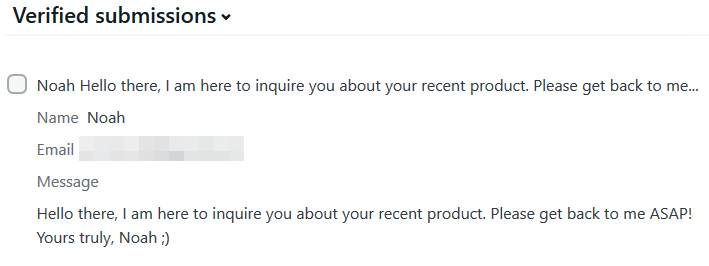 Verified submissions
Noah Hello there, I am here to inquire you about your recent product. Please get back to me...
Name Noah
Email
Message
Hello there, I am here to inquire you about your recent product. Please get back to me ASAP!
Yours truly, Noah ;)